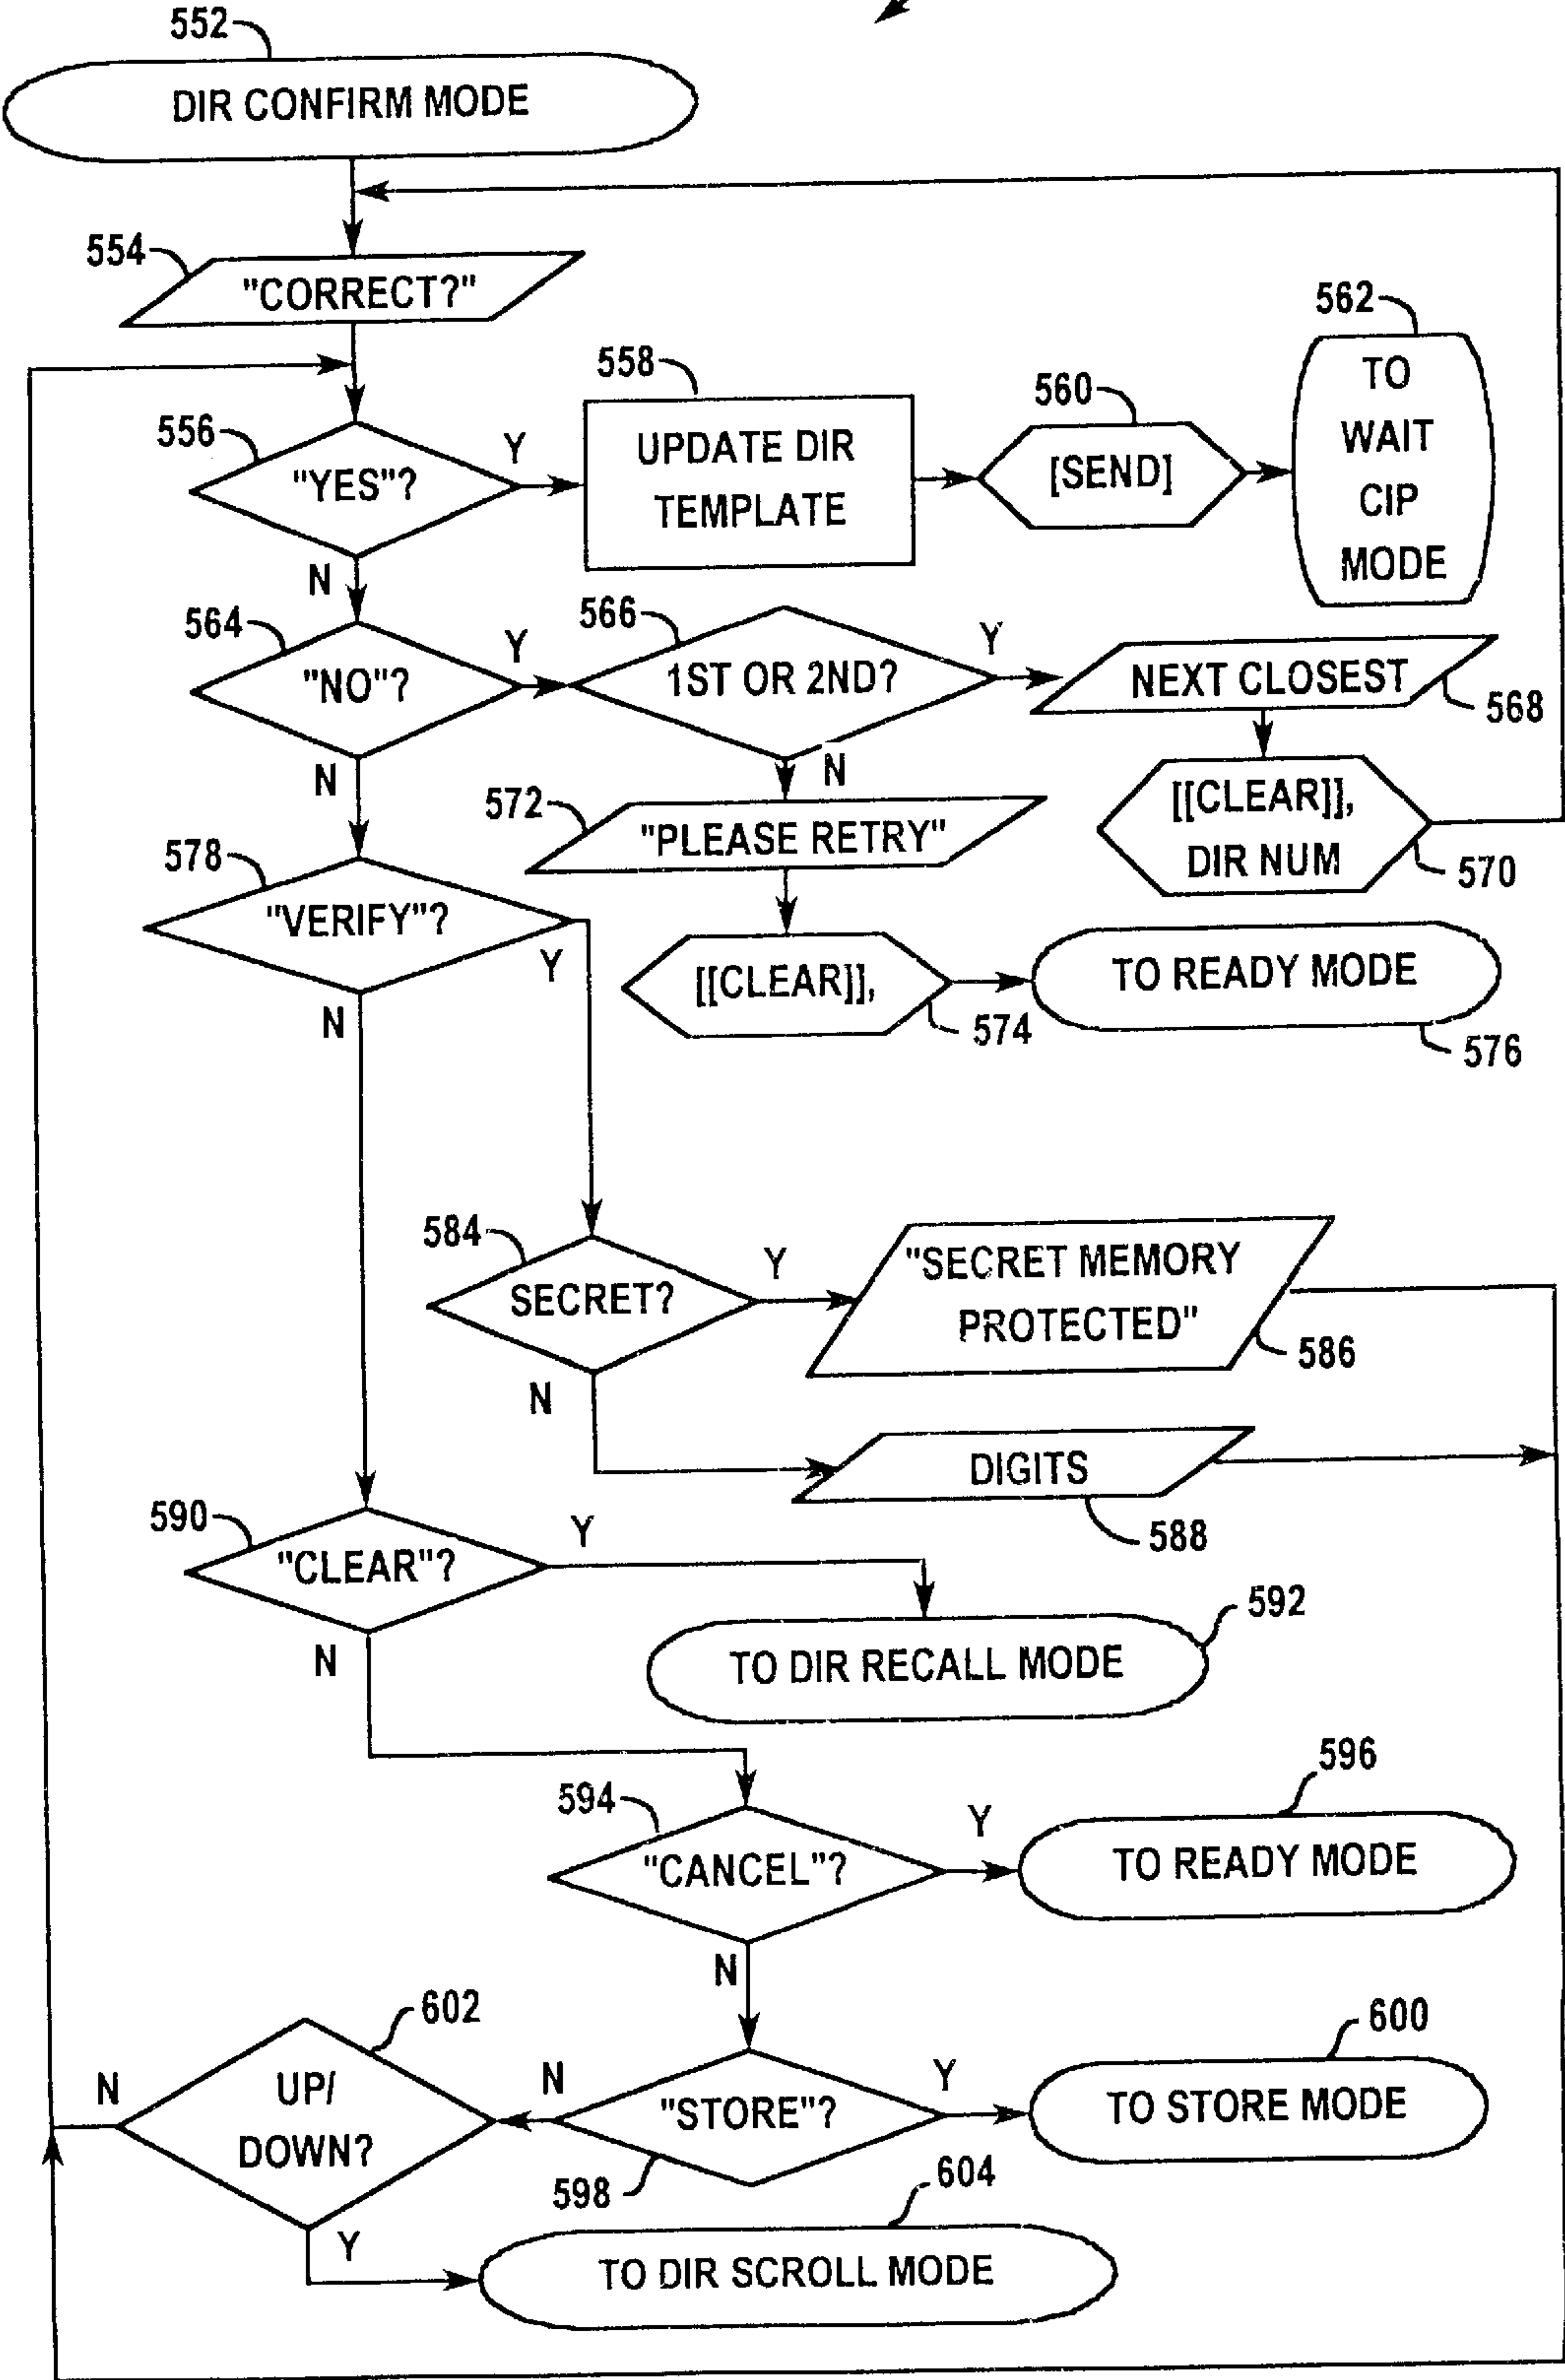 552
DIR CONFIRM MODE
554
"CORRECT?"
562
TO
WAIT
CIP
MODE
558
560
556
"YES"?
Y
UPDATE DIR
TEMPLATE
[SEND]
N
564
"NO"?
Y
566
1ST OR 2ND?
Y
NEXT CLOSEST
568
N
N
572
"PLEASE RETRY"
[[CLEAR]],
DIR NUM
570
578
"VERIFY"?
Y
N
[[CLEAR]],
574
TO READY MODE
576
584
SECRET?
Y
"SECRET MEMORY
PROTECTED"
586
N
DIGITS
588
590
"CLEAR"?
Y
592
TO DIR RECALL MODE
N
594
"CANCEL"?
Y
596
TO READY MODE
N
602
UP/
DOWN?
N
N
"STORE"?
598
Y
600
TO STORE MODE
Y
604
TO DIR SCROLL MODE